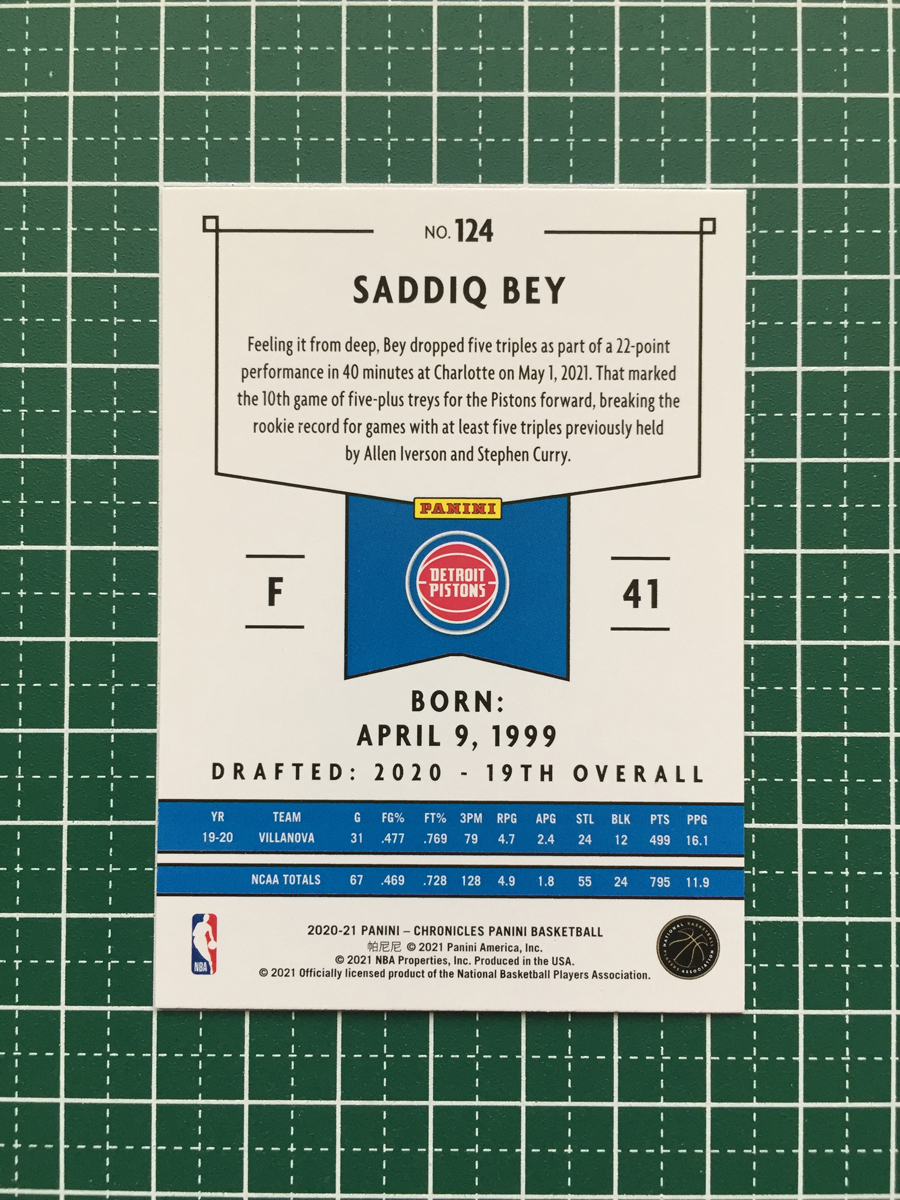 NO. 124
SADDIQ BEY
Feeling it from deep, Bey dropped five triples as part of a 22-point
performance in 40 minutes at Charlotte on May 1, 2021. That marked
the 10th game of five-plus treys for the Pistons forward, breaking the
rookie record for games with at least five triples previously held
by Allen Iverson and Stephen Curry.
PANINI
DETROIT
PISTONS
F
41
BORN:
APRIL 9, 1999
DRAFTED: 2020 - 19TH OVERALL
YR TEAM G FG% FT% 3PM RPG APG STL BLK PTS PPG
19-20 VILLANOVA 31 .477 .769 79 4.7 2.4 24 12 499 16.1
NCAA TOTALS 67 .469 .728 128 4.9 1.8 55 24 795 11.9
2020-21 PANINI – CHRONICLES PANINI BASKETBALL
帕尼尼 © 2021 Panini America, Inc.
© 2021 NBA Properties, Inc. Produced in the USA.
© 2021 Officially licensed product of the National Basketball Players Association.
NBA
NATIONAL BASKETBALL
PLAYERS ASSOCIATION